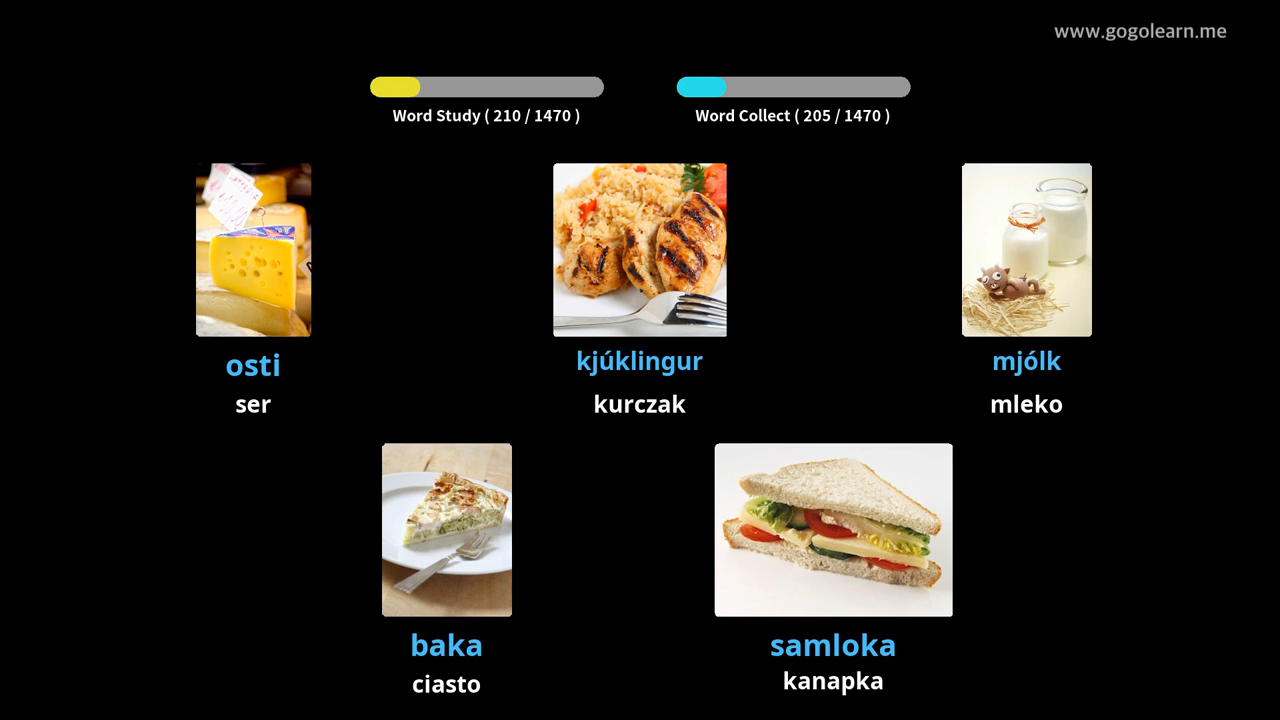 www.gogolearn.me
Word Study ( 210 / 1470 )
Word Collect ( 205 / 1470 )
osti
kjúklingur
mjólk
ser
kurczak
mleko
baka
samloka
ciasto
kanapka